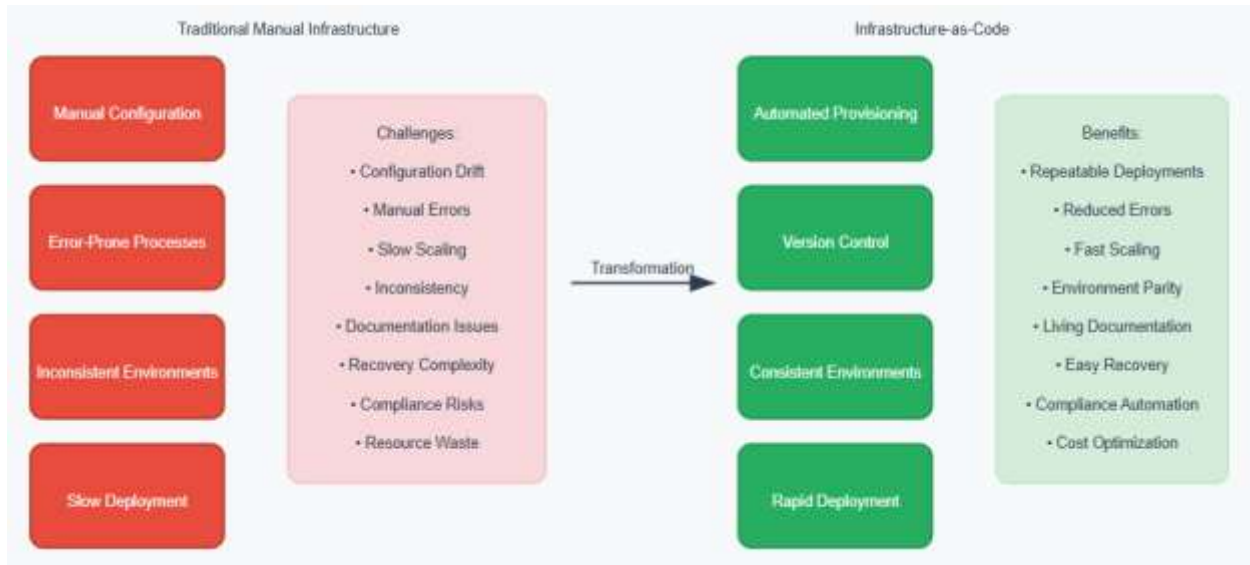 Traditional Manual Infrastructure
Manual Configuration
Error-Prone Processes
Inconsistent Environments
Slow Deployment
Challenges:
• Configuration Drift
• Manual Errors
• Slow Scaling
• Inconsistency
• Documentation Issues
• Recovery Complexity
• Compliance Risks
• Resource Waste
Transformation
Infrastructure-as-Code
Automated Provisioning
Version Control
Consistent Environments
Rapid Deployment
Benefits:
• Repeatable Deployments
• Reduced Errors
• Fast Scaling
• Environment Parity
• Living Documentation
• Easy Recovery
• Compliance Automation
• Cost Optimization